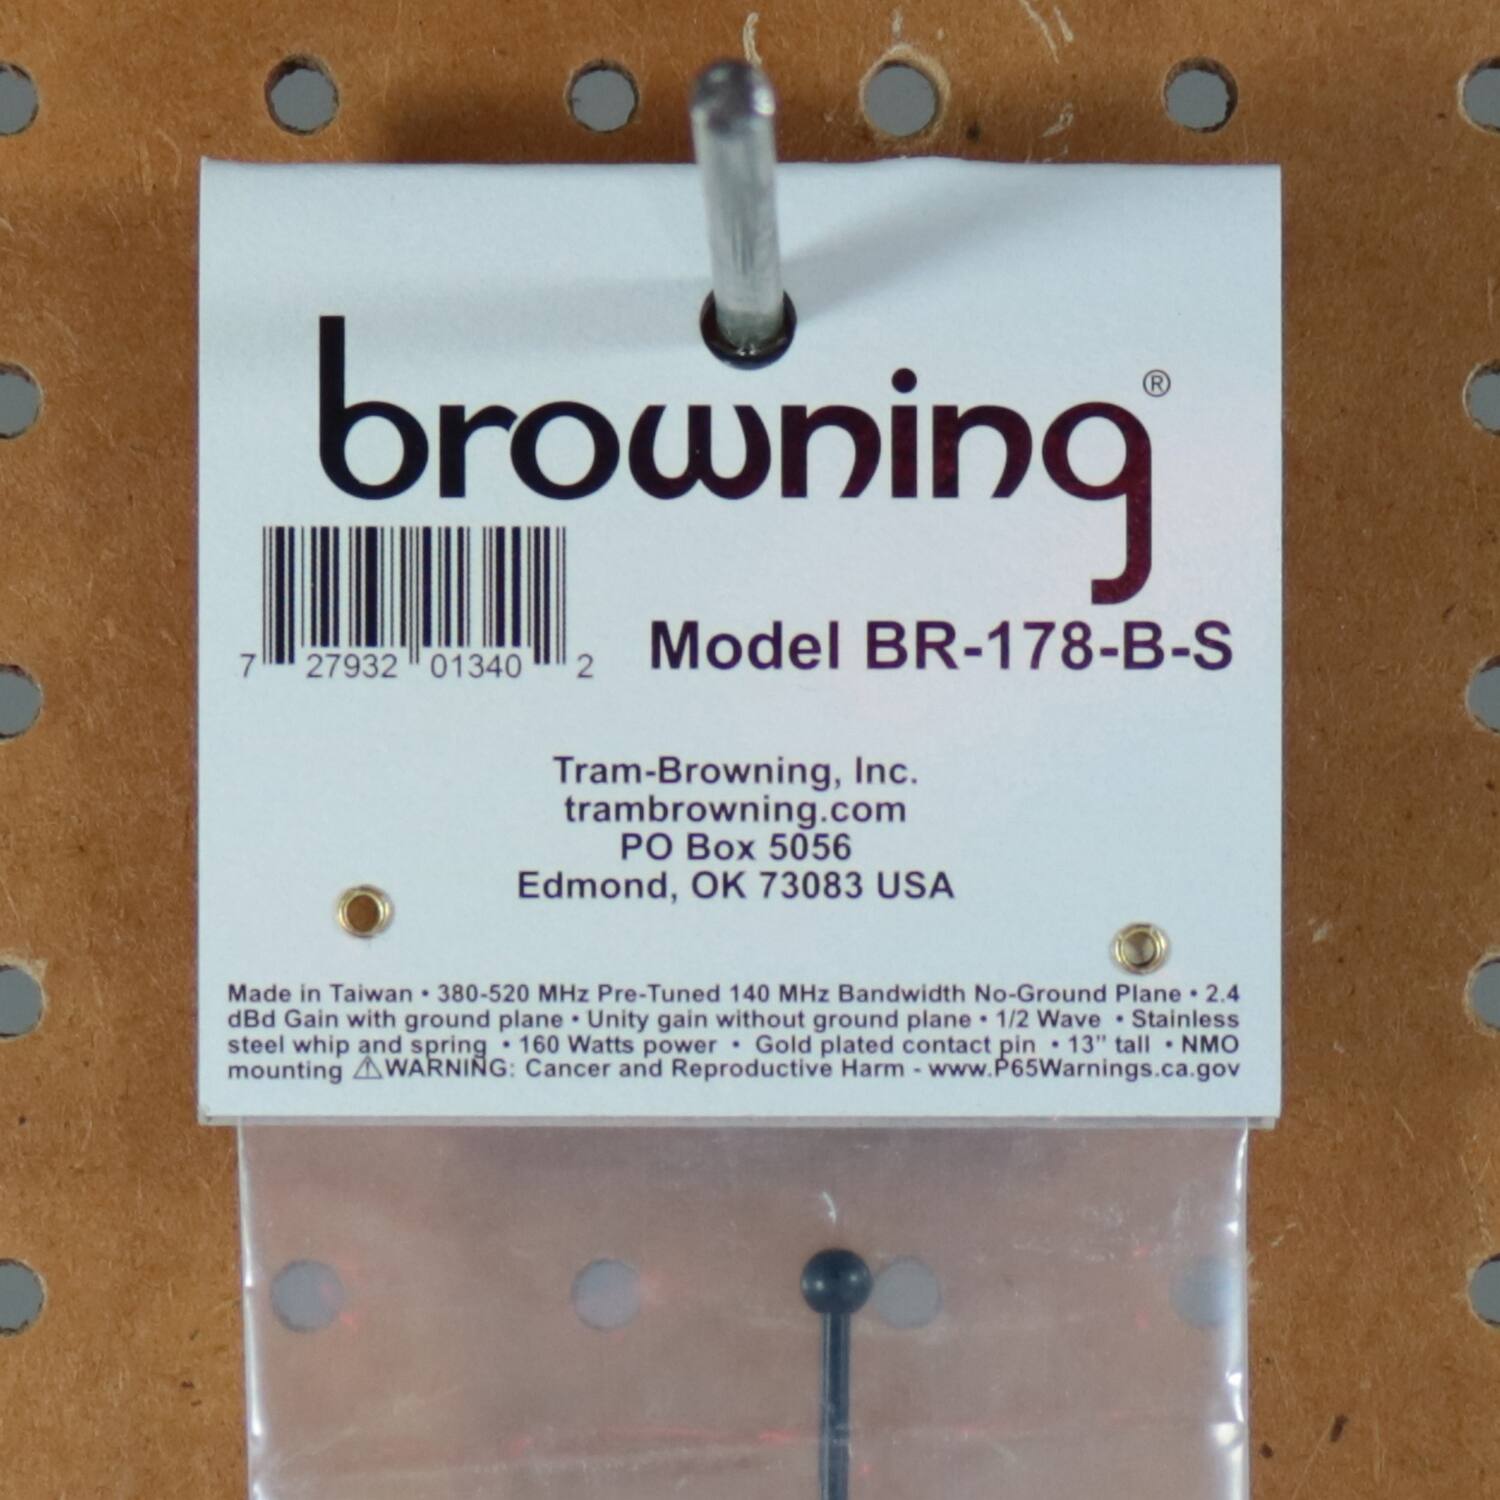 browning®
7 27932 01340 2
Model BR-178-B-S
Tram-Browning, Inc.
trambrowning.com
PO Box 5056
Edmond, OK 73083 USA
Made in Taiwan • 380-520 MHz Pre-Tuned 140 MHz Bandwidth No-Ground Plane • 2.4
dBd Gain with ground plane • Unity gain without ground plane • 1/2 Wave • Stainless
steel whip and spring • 160 Watts power • Gold plated contact pin • 13" tall • NMO
mounting ⚠WARNING: Cancer and Reproductive Harm - www.P65Warnings.ca.gov